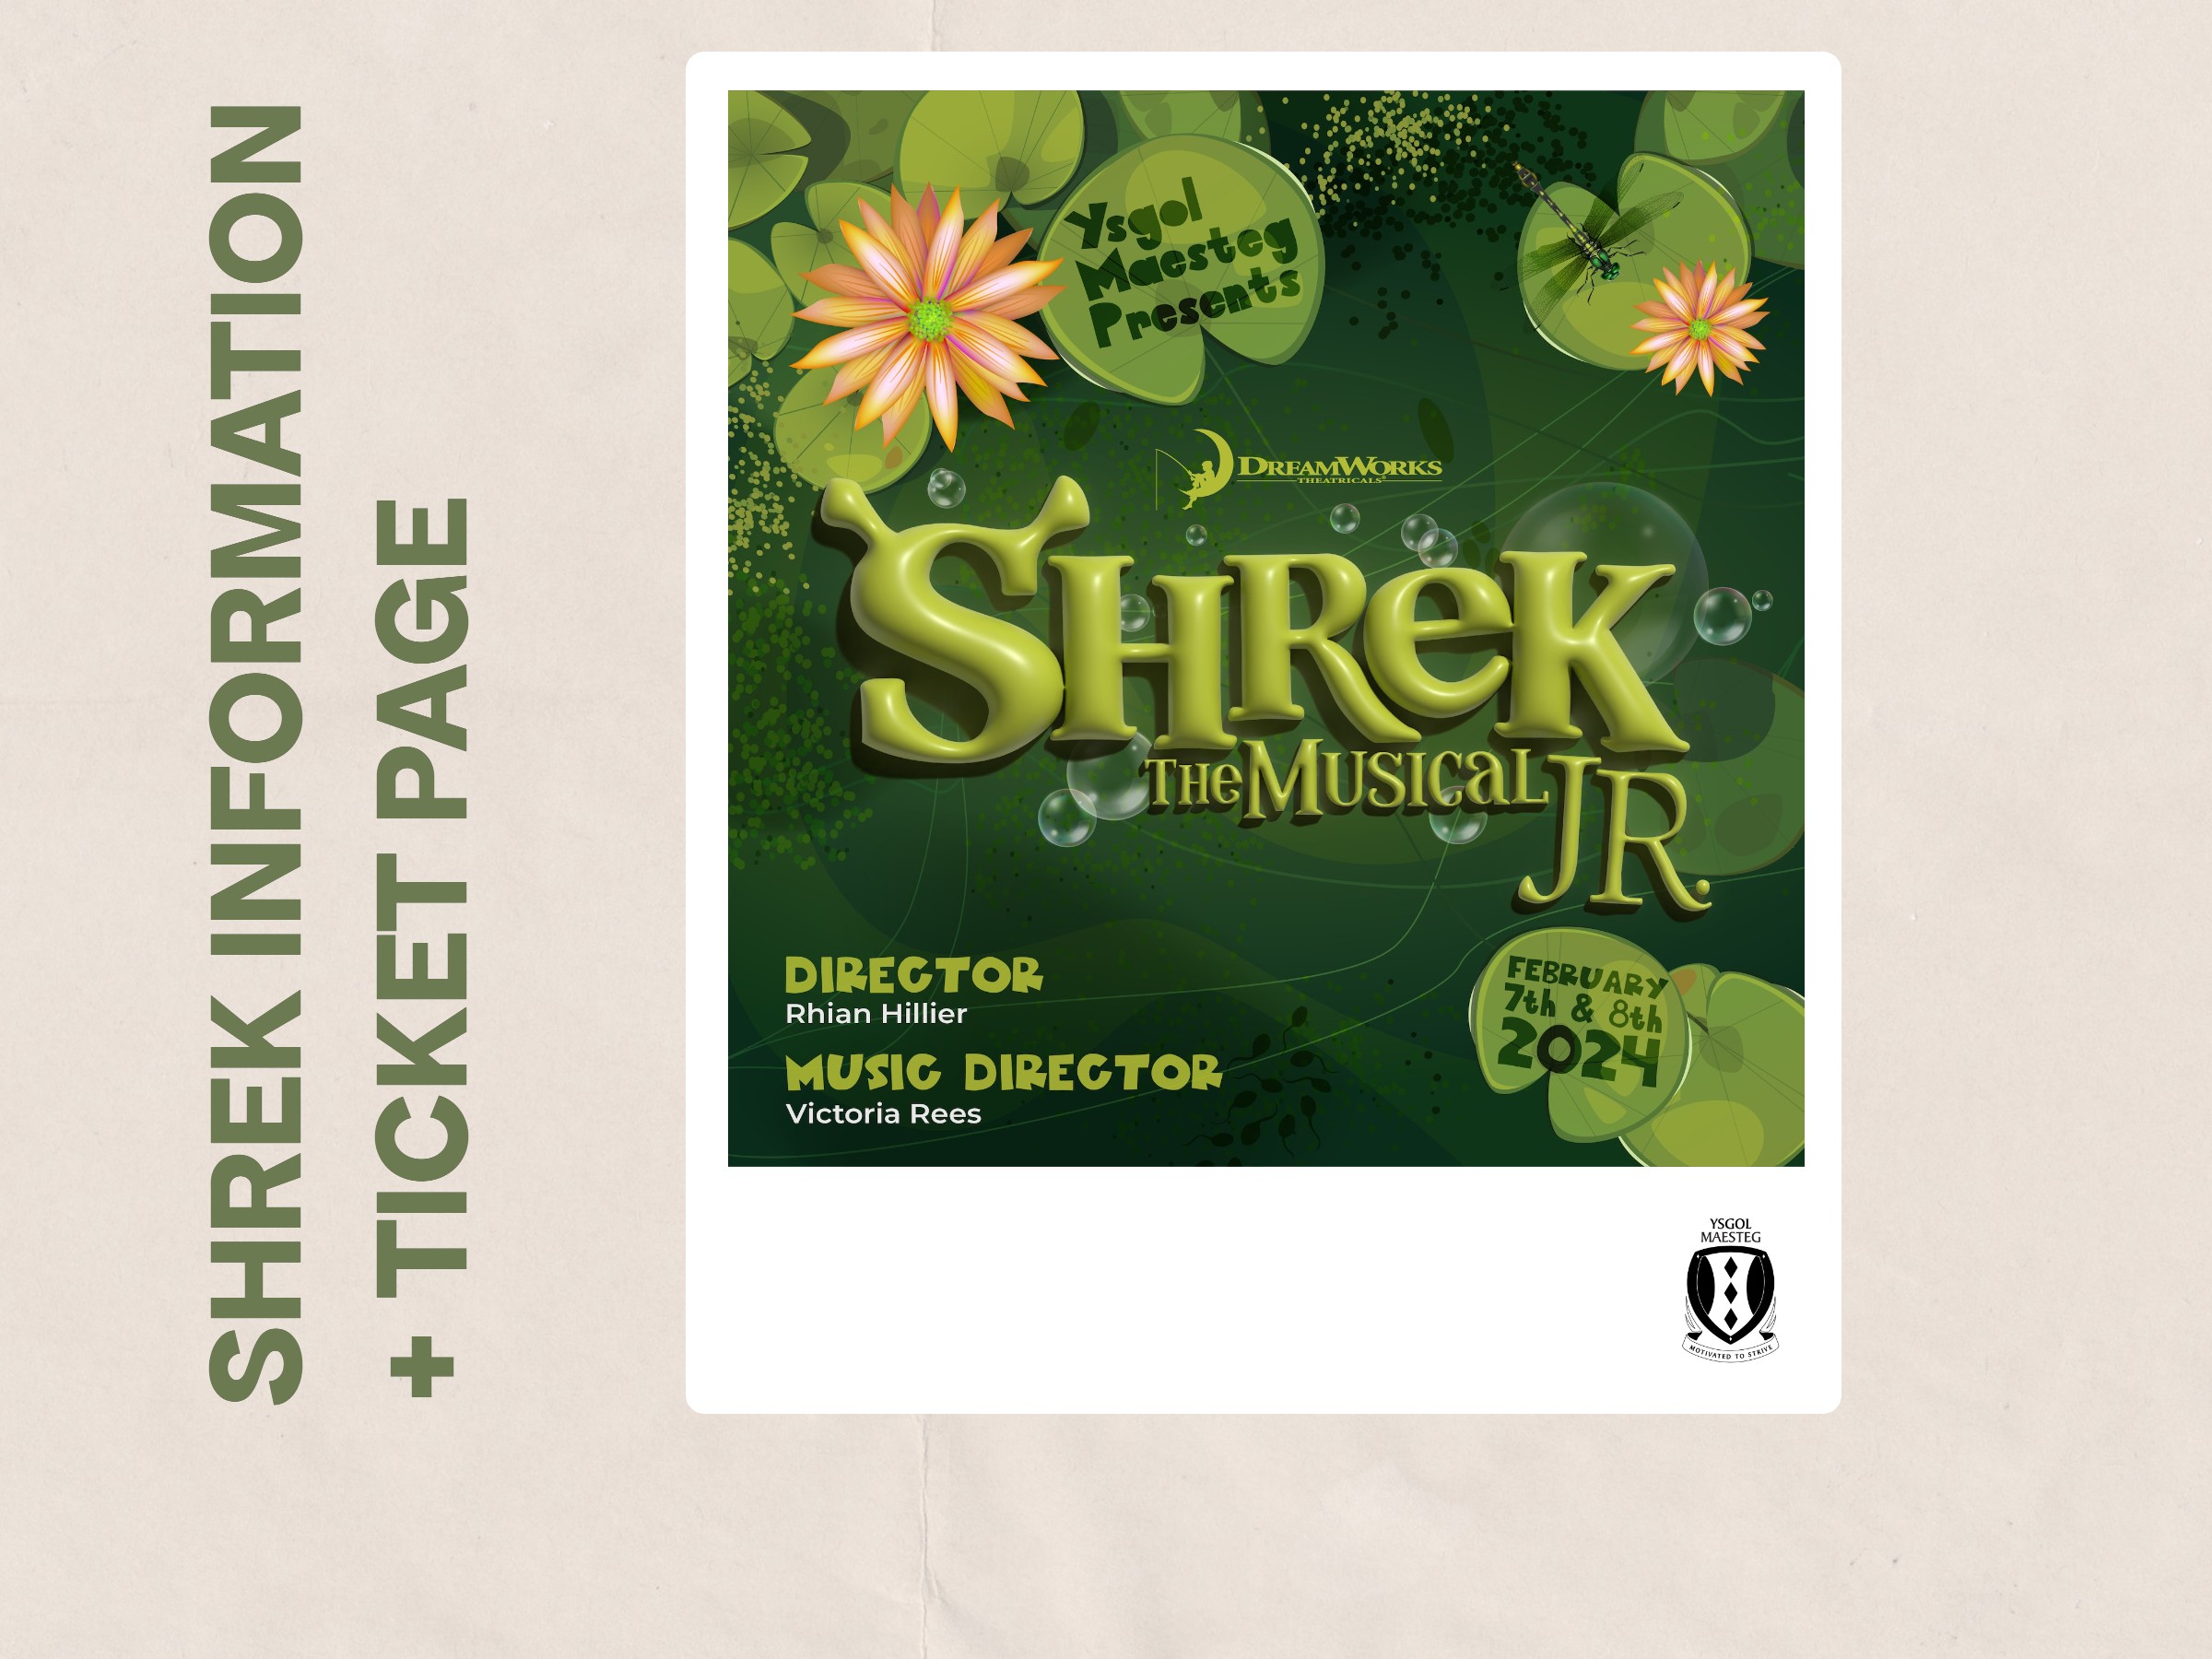 SHREK INFORMATION
+ TICKET PAGE
Ysgol
Maesteg
Presents
DREAMWORKS
THEATRICALS
SHReK
THe MUSICaL
JR.
DIRECTOR
Rhian Hillier
MUSIC DIRECTOR
Victoria Rees
FEBRUARY
7th & 8th
2024
YSGOL
MAESTEG
MOTIVATED TO STRIVE